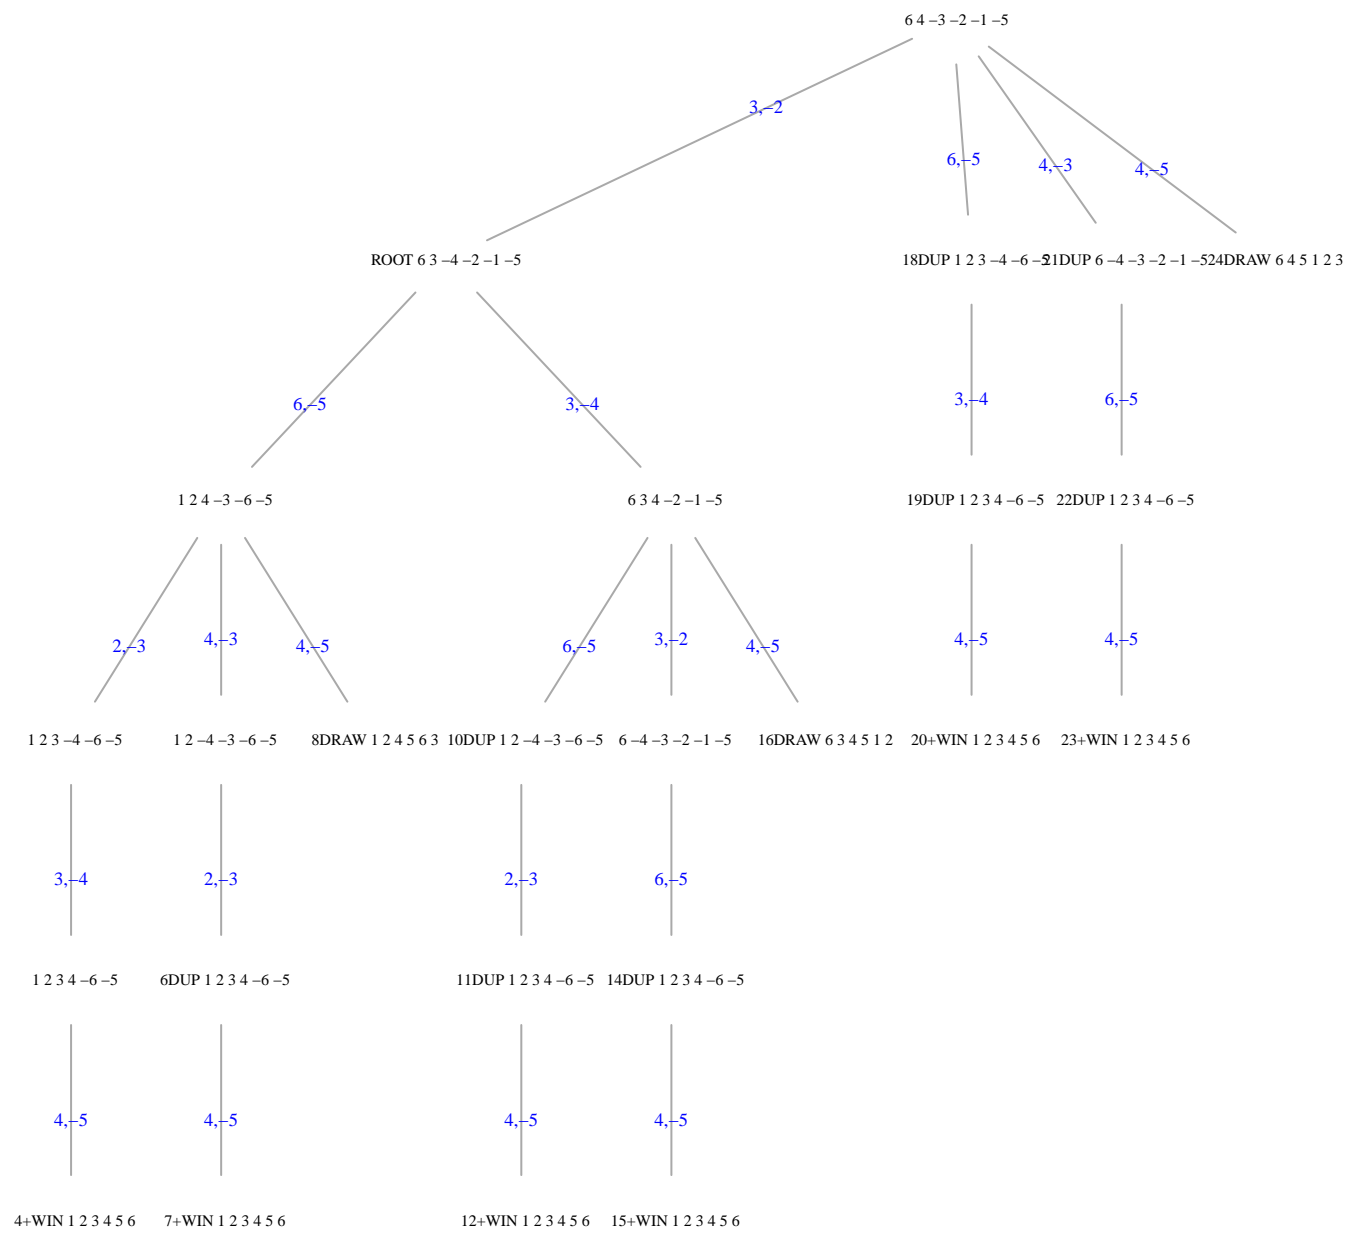 6 4 –3 –2 –1 –5
3,–2
6,–5
4,–3
4,–5
ROOT 6 3 –4 –2 –1 –5
18DUP 1 2 3 –4 –6 –5
21DUP 6 –4 –3 –2 –1 –5
24DRAW 6 4 5 1 2 3
6,–5
3,–4
3,–4
6,–5
1 2 4 –3 –6 –5
6 3 4 –2 –1 –5
19DUP 1 2 3 4 –6 –5
22DUP 1 2 3 4 –6 –5
2,–3
4,–3
4,–5
6,–5
3,–2
4,–5
4,–5
4,–5
1 2 3 –4 –6 –5
1 2 –4 –3 –6 –5
8DRAW 1 2 4 5 6 3
10DUP 1 2 –4 –3 –6 –5
6 –4 –3 –2 –1 –5
16DRAW 6 3 4 5 1 2
20+WIN 1 2 3 4 5 6
23+WIN 1 2 3 4 5 6
3,–4
2,–3
2,–3
6,–5
1 2 3 4 –6 –5
6DUP 1 2 3 4 –6 –5
11DUP 1 2 3 4 –6 –5
14DUP 1 2 3 4 –6 –5
4,–5
4,–5
4,–5
4,–5
4+WIN 1 2 3 4 5 6
7+WIN 1 2 3 4 5 6
12+WIN 1 2 3 4 5 6
15+WIN 1 2 3 4 5 6